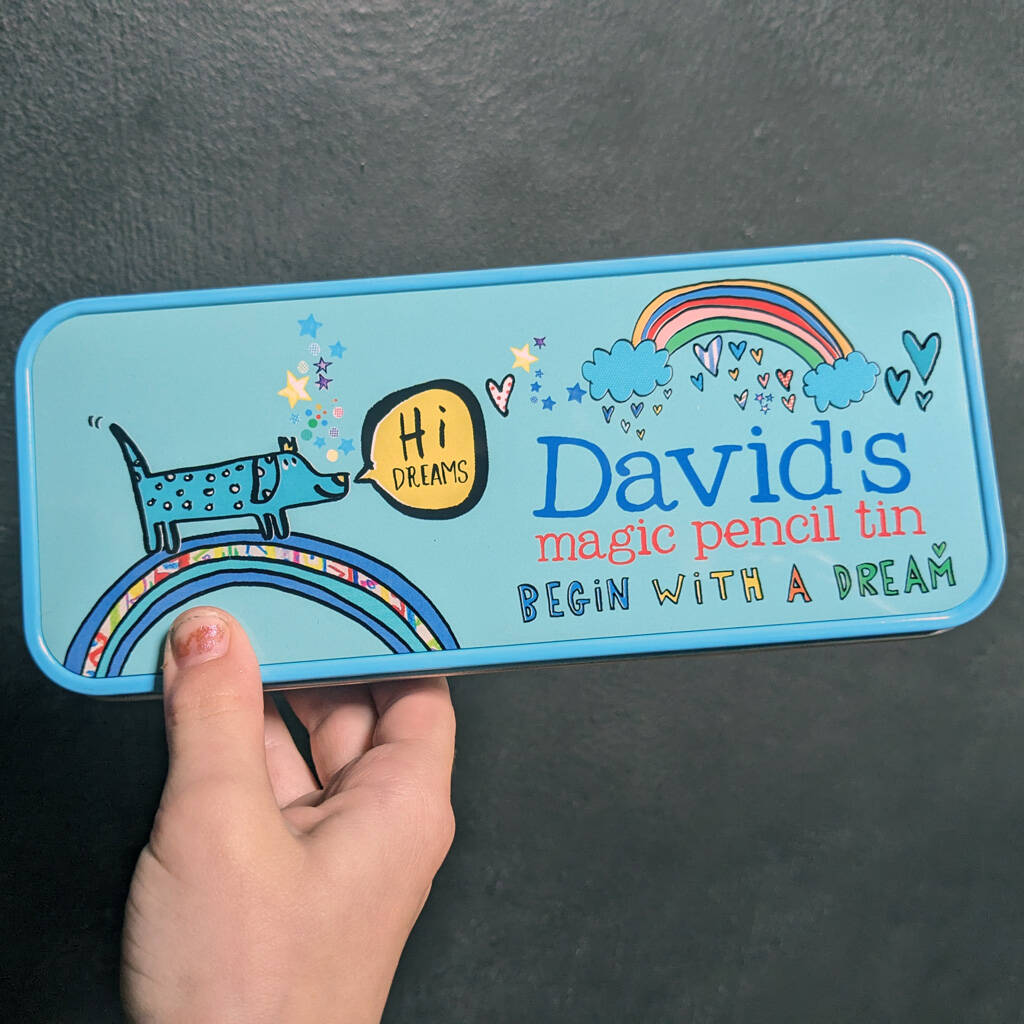 Hi
DREAMS
David's
magic pencil tin
BEGiN WiTH A DREAM